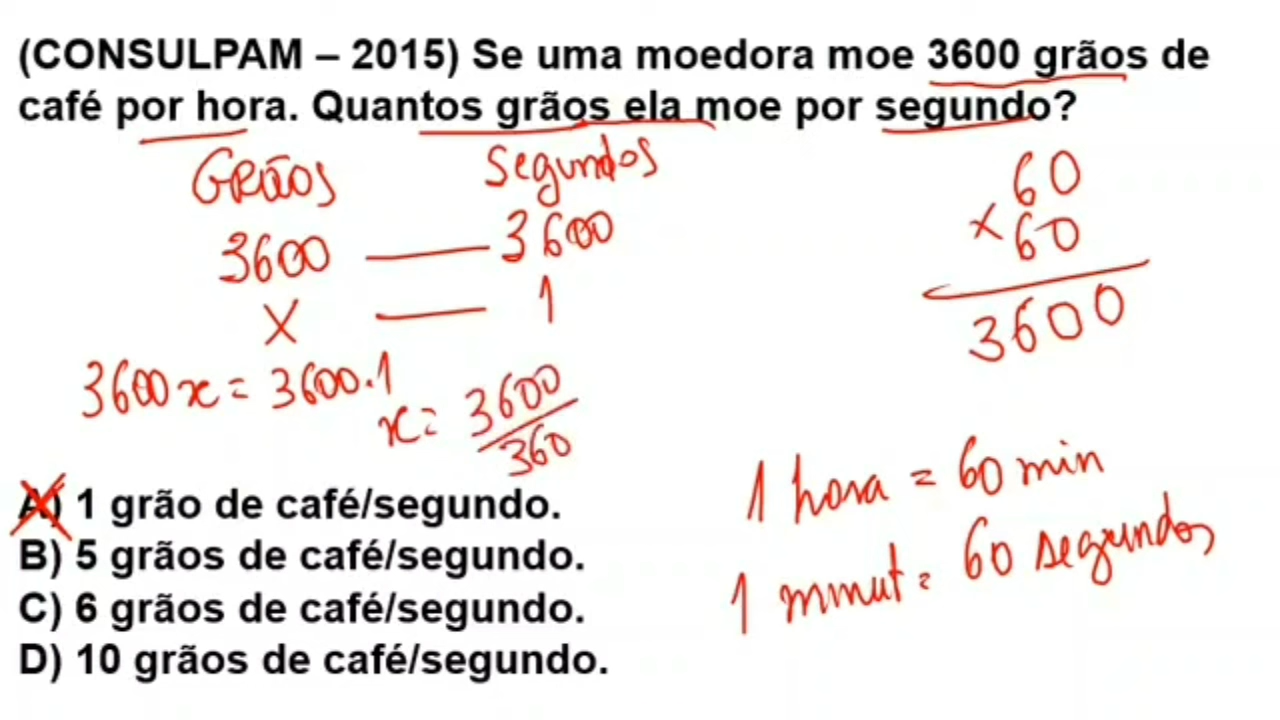 (CONSULPAM – 2015) Se uma moedora moe 3600 grãos de
café por hora. Quantos grãos ela moe por segundo?
GRãOS Segundos
3600 3600
X 1
3600x = 3600.1
x = 3600
360
60
×60
3600
1 hora = 60 min
1 minut = 60 segundos
A) 1 grão de café/segundo.
B) 5 grãos de café/segundo.
C) 6 grãos de café/segundo.
D) 10 grãos de café/segundo.